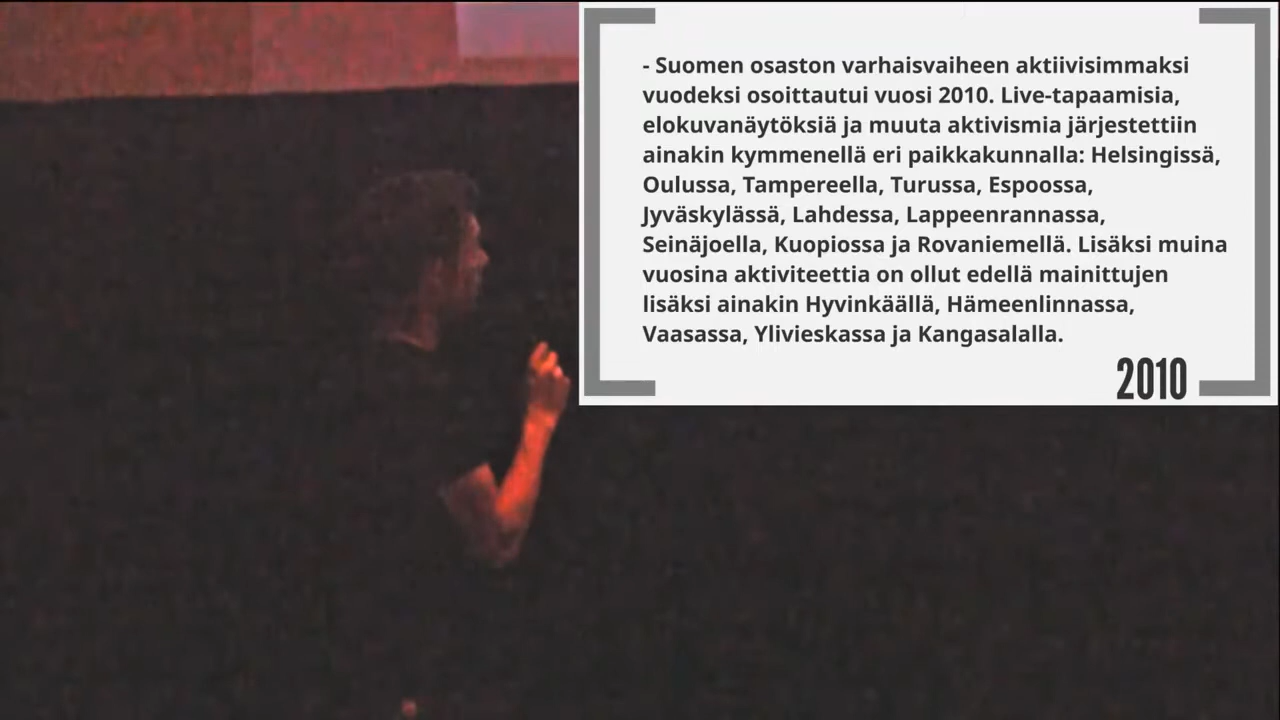 - Suomen osaston varhaisvaiheen aktiivisimmaksi
vuodeksi osoittautui vuosi 2010. Live-tapaamisia,
elokuvanäytöksiä ja muuta aktivismia järjestettiin
ainakin kymmenellä eri paikkakunnalla: Helsingissä,
Oulussa, Tampereella, Turussa, Espoossa,
Jyväskylässä, Lahdessa, Lappeenrannassa,
Seinäjoella, Kuopiossa ja Rovaniemellä. Lisäksi muina
vuosina aktiviteettia on ollut edellä mainittujen
lisäksi ainakin Hyvinkäällä, Hämeenlinnassa,
Vaasassa, Ylivieskassa ja Kangasalalla.
2010